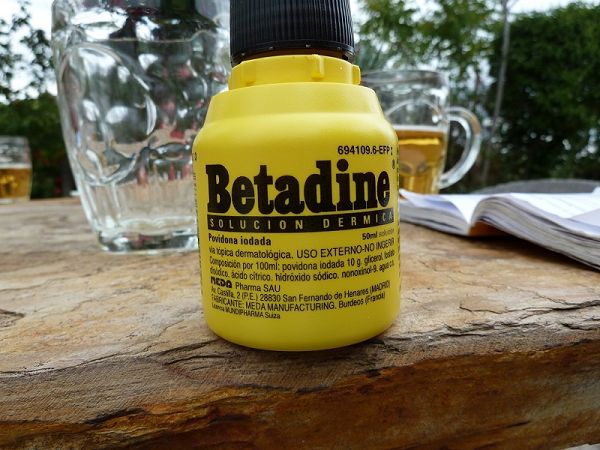 694109.6-EFP
Betadine
SOLUCION DERMICA
Povidona iodada 50ml solución
vía tópica dermatológica. USO EXTERNO-NO INGERIR
Composición por 100ml: povidona iodada 10 g, glicerol, fosfato
disódico, ácido cítrico, hidróxido sódico, nonoxinol-9, agua c.s.
MEDA Pharma SAU
Av. Castilla, 2 (P.E.) 28830 San Fernando de Henares (MADRID)
FABRICANTE: MEDA MANUFACTURING. Burdeos (Francia)
Licencia MUNDIPHARMA Suiza